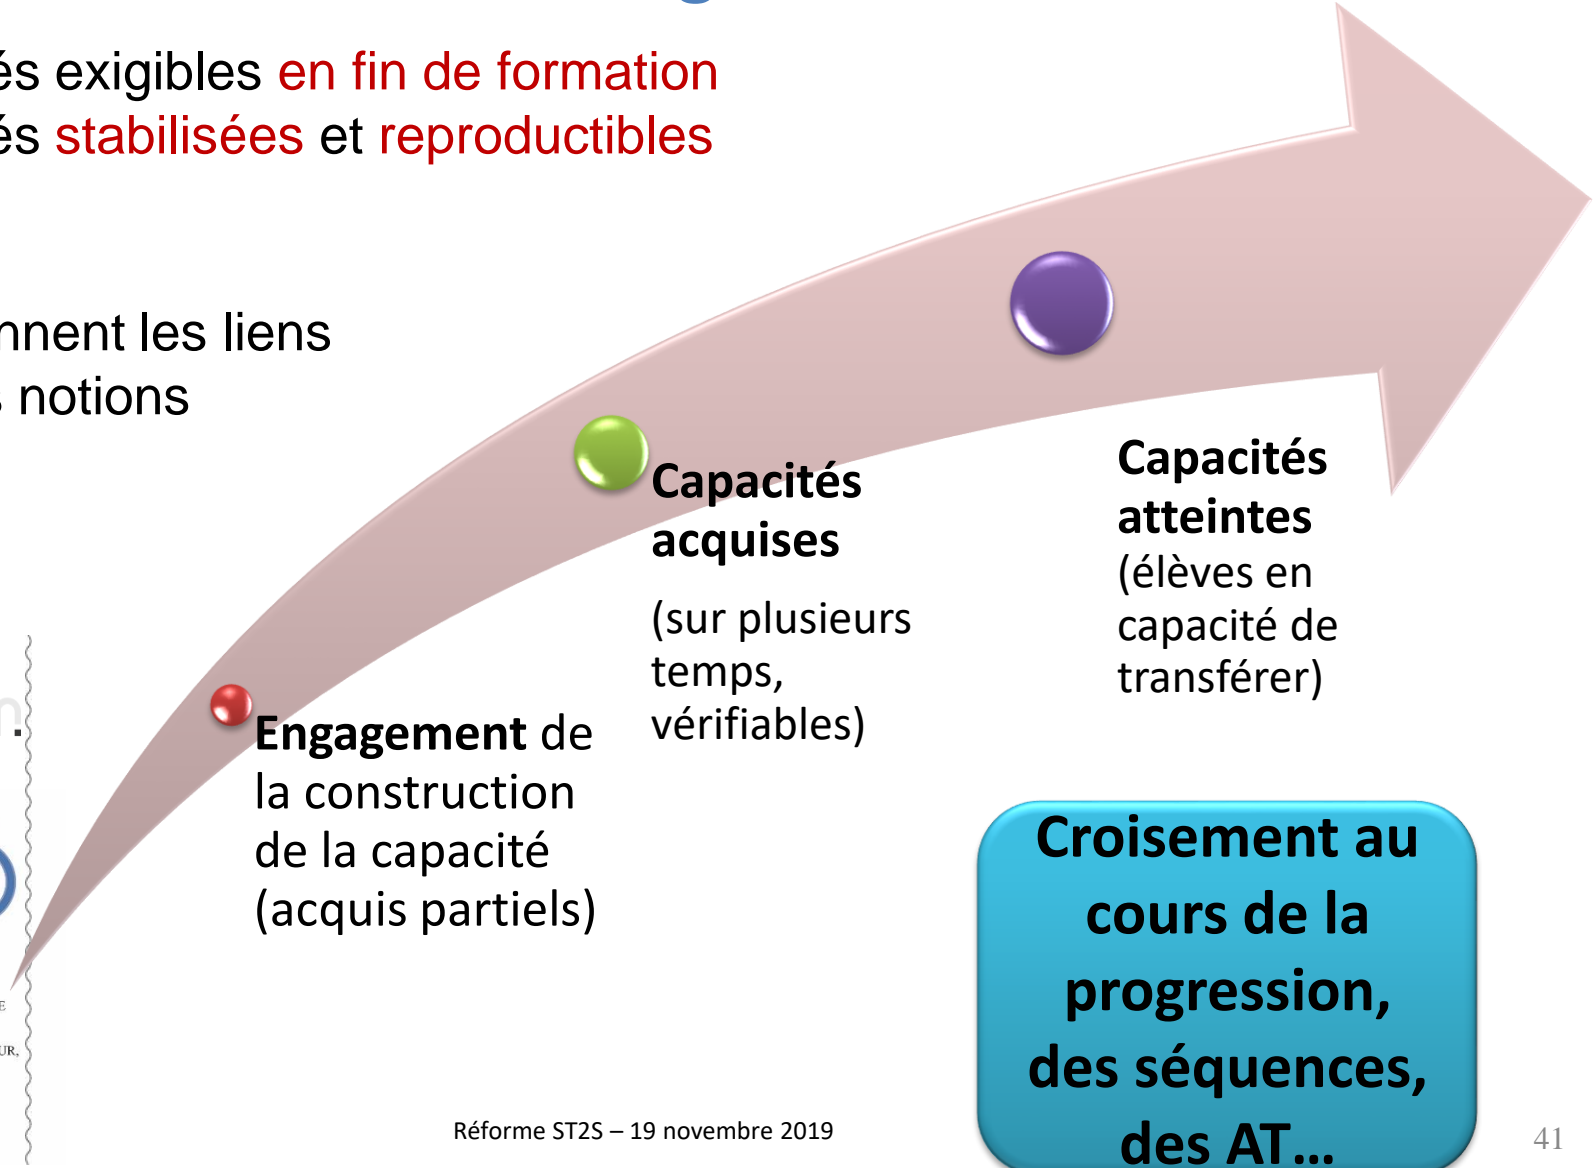 és exigibles en fin de formation
és stabilisées et reproductibles
nnent les liens
s notions
Capacités
acquises
(sur plusieurs
temps,
vérifiables)
Capacités
atteintes
(élèves en
capacité de
transférer)
Engagement de
la construction
de la capacité
(acquis partiels)
Croisement au
cours de la
progression,
des séquences,
des AT...
E
UR,
Réforme ST2S – 19 novembre 2019
41